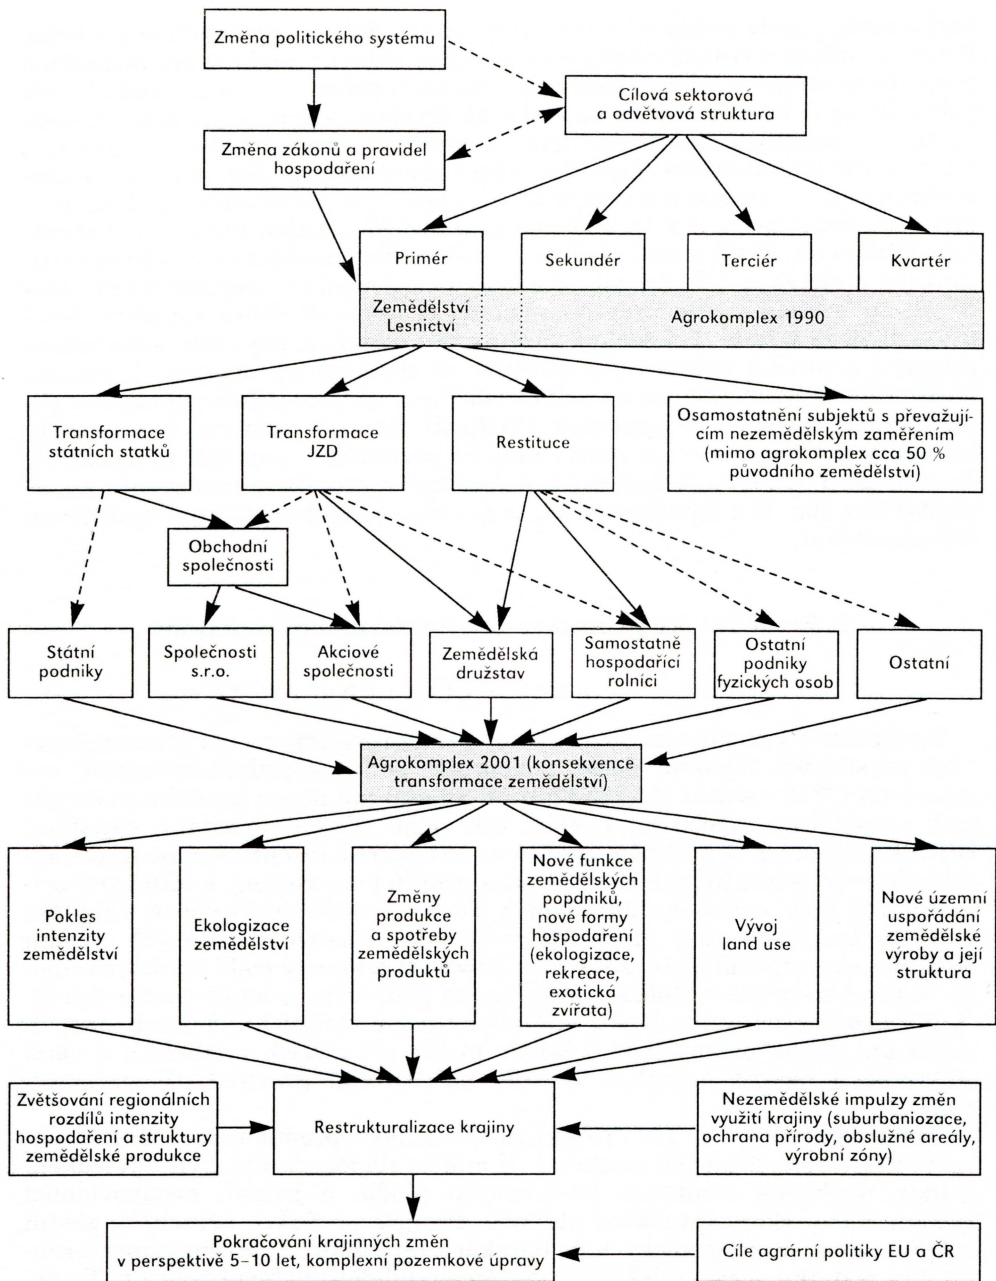 Změna politického systému
Cílová sektorová
a odvětvová struktura
Změna zákonů a pravidel
hospodaření
Primér
Sekundér
Terciér
Kvartér
Zemědělství
Lesnictví
Agrokomplex 1990
Transformace
státních statků
Transformace
JZD
Restituce
Osamostatnění subjektů s převažují-
cím nezemědělským zaměřením
(mimo agrokomplex cca 50 %
původního zemědělství)
Obchodní
společnosti
Státní
podniky
Společnosti
s.r.o.
Akciové
společnosti
Zemědělská
družstav
Samostatně
hospodařící
rolníci
Ostatní
podniky
fyzických osob
Ostatní
Agrokomplex 2001 (konsekvence
transformace zemědělství)
Pokles
intenzity
zemědělství
Ekologizace
zemědělství
Změny
produkce
a spotřeby
zemědělských
produktů
Nové funkce
zemědělských
popdniků,
nové formy
hospodaření
(ekologizace,
rekreace,
exotická
zvířata)
Vývoj
land use
Nové územní
uspořádání
zemědělské
výroby a její
struktura
Zvětšování regionálních
rozdílů intenzity
hospodaření a struktury
zemědělské produkce
Restrukturalizace krajiny
Nezemědělské impulzy změn
využití krajiny (suburbaniozace,
ochrana přírody, obslužné areály,
výrobní zóny)
Pokračování krajinných změn
v perspektivě 5–10 let, komplexní pozemkové úpravy
Cíle agrární politiky EU a ČR